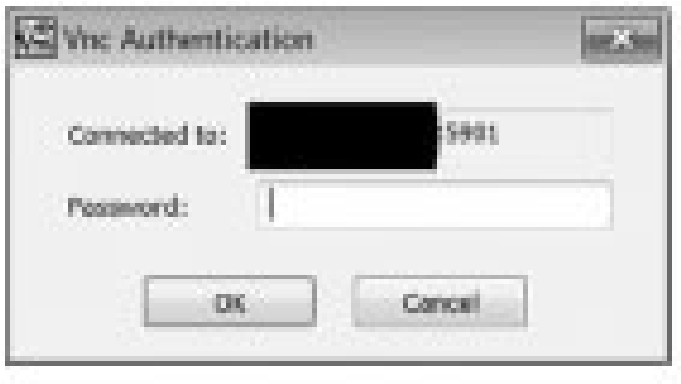 Vnc Authentication
Connected to: :5901
Password:
OK
Cancel